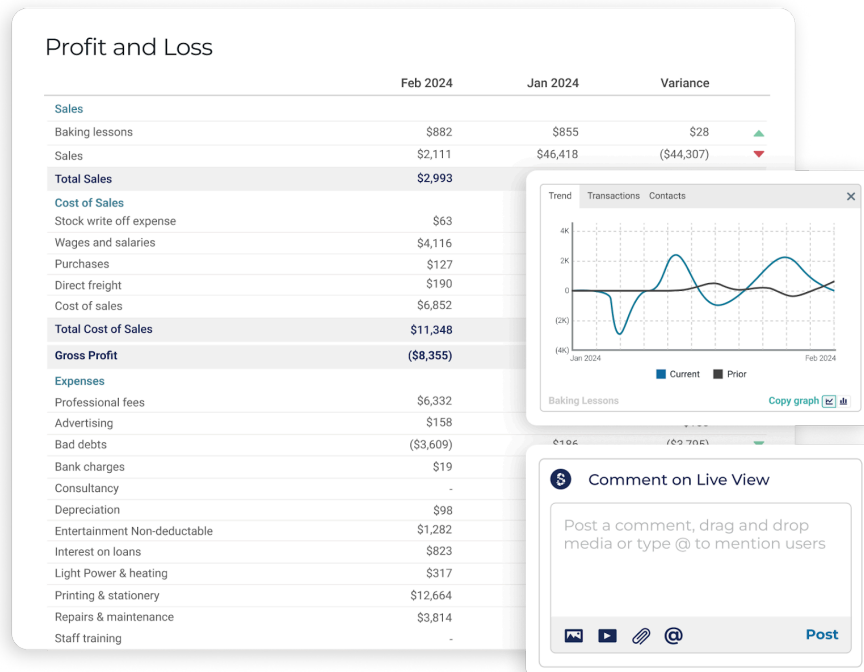 Profit and Loss
Feb 2024 Jan 2024 Variance
Sales
Baking lessons $882 $855 $28
Sales $2,111 $46,418 ($44,307)
Total Sales $2,993
Cost of Sales
Stock write off expense $63
Wages and salaries $4,116
Purchases $127
Direct freight $190
Cost of sales $6,852
Total Cost of Sales $11,348
Gross Profit ($8,355)
Expenses
Professional fees $6,332
Advertising $158
Bad debts ($3,609) $186 ($3,795)
Bank charges $19
Consultancy -
Depreciation $98
Entertainment Non-deductable $1,282
Interest on loans $823
Light Power & heating $317
Printing & stationery $12,664
Repairs & maintenance $3,814
Staff training -
Trend Transactions Contacts
4K
2K
0
(2K)
(4K)
Jan 2024 Feb 2024
Current Prior
Baking Lessons Copy graph
Comment on Live View
Post a comment, drag and drop
media or type @ to mention users
@ Post